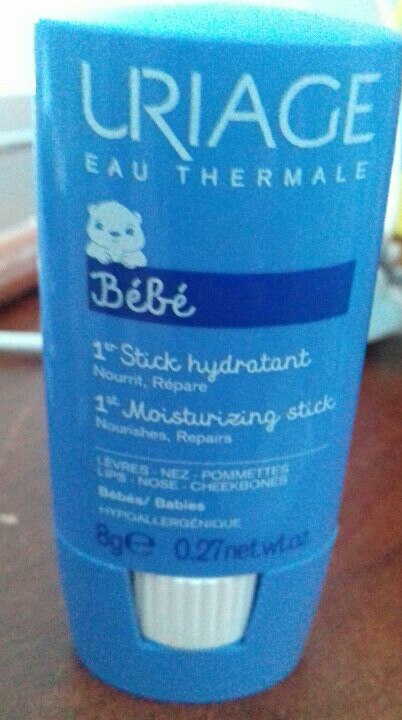 URIAGE
EAU THERMALE
Bébé
1er Stick hydratant
Nourrit, Répare
1st Moisturizing stick
Nourishes, Repairs
LÈVRES - NEZ - POMMETTES
LIPS - NOSE - CHEEKBONES
Bébés/ Babies
HYPOALLERGÉNIQUE
8g℮ 0.27net.wt.oz